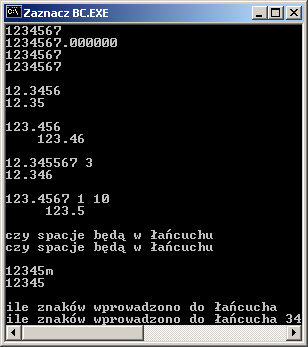 Zaznacz BC.EXE
1234567
1234567.000000
1234567
1234567
12.3456
12.35
123.456
123.46
12.345567 3
12.346
123.4567 1 10
123.5
czy spacje będą w łańcuchu
czy spacje będą w łańcuchu
12345m
12345
ile znaków wprowadzono do łańcucha
ile znaków wprowadzono do łańcucha 34